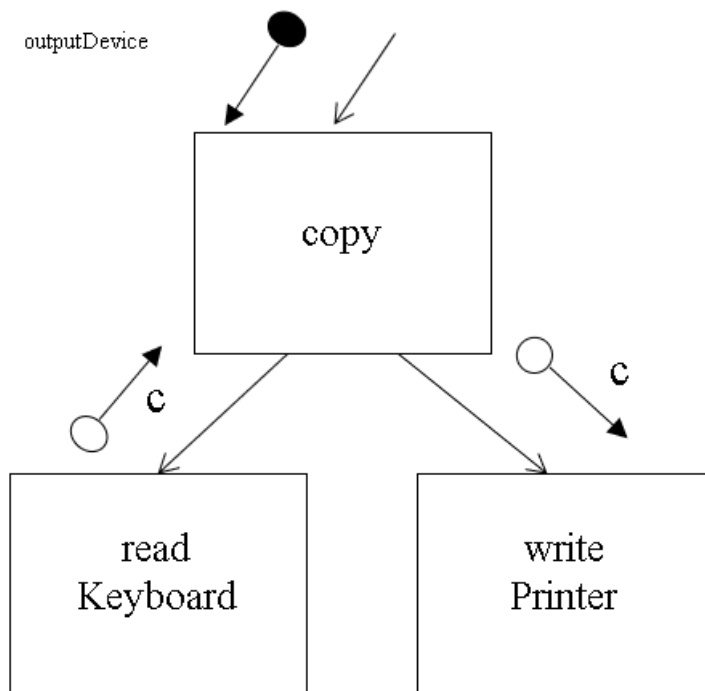 outputDevice
copy
c
c
read
Keyboard
write
Printer